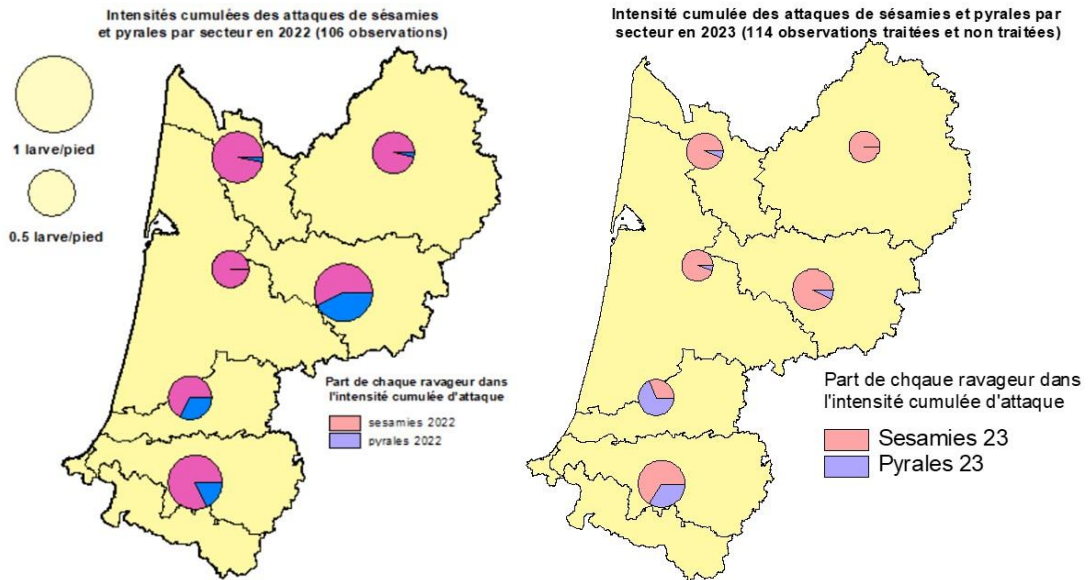 Intensités cumulées des attaques de sésamies
et pyrales par secteur en 2022 (106 observations)
1 larve/pied
0.5 larve/pied
Part de chaque ravageur dans
l'intensité cumulée d'attaque
sesamies 2022
pyrales 2022
Intensité cumulée des attaques de sésamies et pyrales par
secteur en 2023 (114 observations traitées et non traitées)
Part de chqaue ravageur dans
l'intensité cumulée d'attaque
Sesamies 23
Pyrales 23